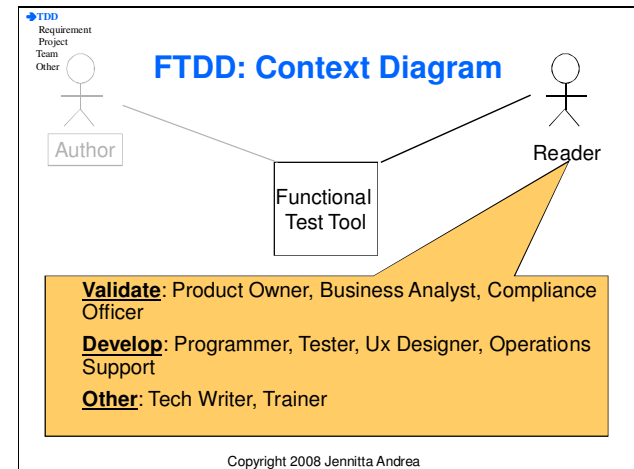 TDD
Requirement
Project
Team
Other
FTDD: Context Diagram
Author
Reader
Functional
Test Tool
Validate: Product Owner, Business Analyst, Compliance
Officer
Develop: Programmer, Tester, Ux Designer, Operations
Support
Other: Tech Writer, Trainer
Copyright 2008 Jennitta Andrea